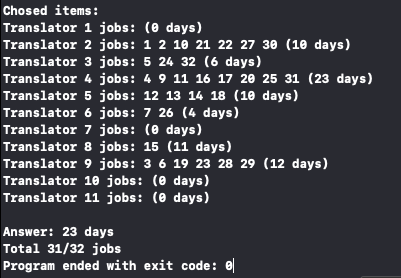 Chosed items:
Translator 1 jobs: (0 days)
Translator 2 jobs: 1 2 10 21 22 27 30 (10 days)
Translator 3 jobs: 5 24 32 (6 days)
Translator 4 jobs: 4 9 11 16 17 20 25 31 (23 days)
Translator 5 jobs: 12 13 14 18 (10 days)
Translator 6 jobs: 7 26 (4 days)
Translator 7 jobs: (0 days)
Translator 8 jobs: 15 (11 days)
Translator 9 jobs: 3 6 19 23 28 29 (12 days)
Translator 10 jobs: (0 days)
Translator 11 jobs: (0 days)
Answer: 23 days
Total 31/32 jobs
Program ended with exit code: 0